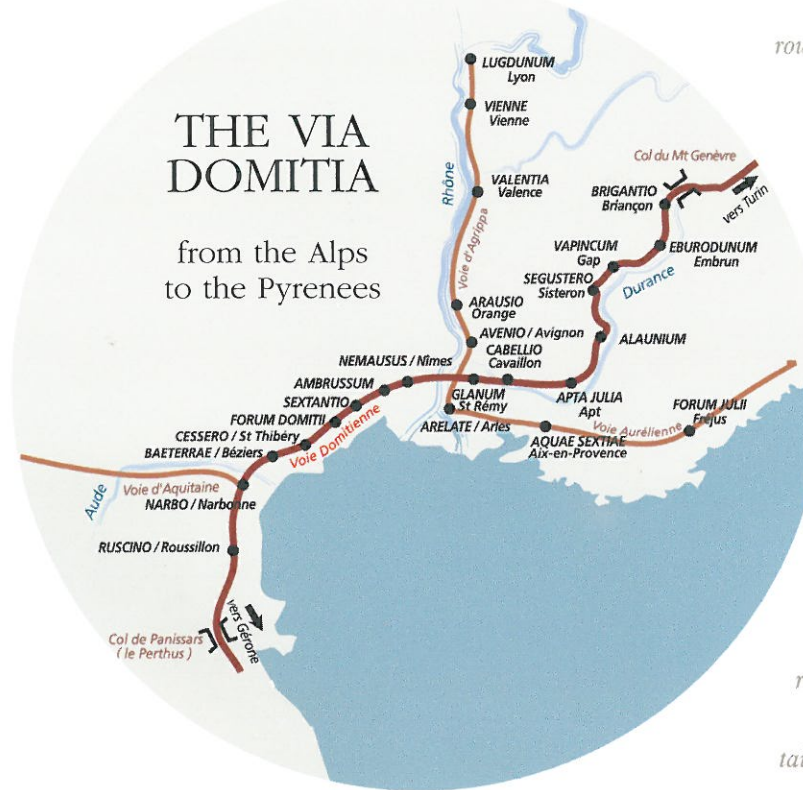 THE VIA
DOMITIA
from the Alps
to the Pyrenees
LUGDUNUM
Lyon
VIENNE
Vienne
VALENTIA
Valence
Rhône
Voie d'Agrippa
Col du Mt Genèvre
BRIGANTIO
Briançon
vers Turin
VAPINCUM
Gap
EBURODUNUM
Embrun
SEGUSTERO
Sisteron
Durance
ARAUSIO
Orange
AVENIO / Avignon
ALAUNIUM
CABELLIO
Cavaillon
NEMAUSUS / Nîmes
AMBRUSSUM
SEXTANTIO
FORUM DOMITII
CESSERO / St Thibéry
BAETERRAE / Béziers
Voie Domitienne
GLANUM
St Rémy
APTA JULIA
Apt
ARELATE / Arles
Voie Aurélienne
FORUM JULII
Fréjus
AQUAE SEXTIAE
Aix-en-Provence
Voie d'Aquitaine
Aude
NARBO / Narbonne
RUSCINO / Roussillon
vers Gérone
Col de Panissars
( le Perthus )